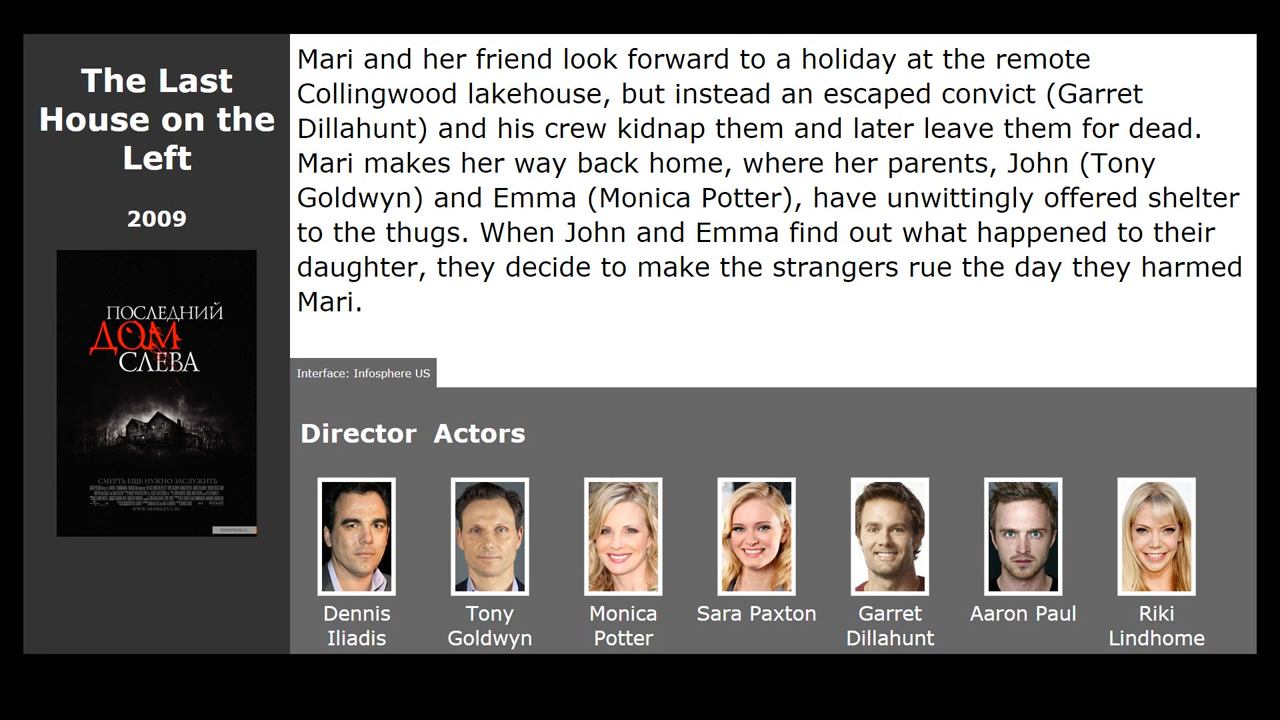 The Last
House on the
Left
2009
ПОСЛЕДНИЙ
ДОМ
СЛЕВА
СМЕРТЬ ЕЩЕ НУЖНО ЗАСЛУЖИТЬ
Mari and her friend look forward to a holiday at the remote
Collingwood lakehouse, but instead an escaped convict (Garret
Dillahunt) and his crew kidnap them and later leave them for dead.
Mari makes her way back home, where her parents, John (Tony
Goldwyn) and Emma (Monica Potter), have unwittingly offered shelter
to the thugs. When John and Emma find out what happened to their
daughter, they decide to make the strangers rue the day they harmed
Mari.
Interface: Infosphere US
Director Actors
Dennis
Iliadis
Tony
Goldwyn
Monica
Potter
Sara Paxton
Garret
Dillahunt
Aaron Paul
Riki
Lindhome